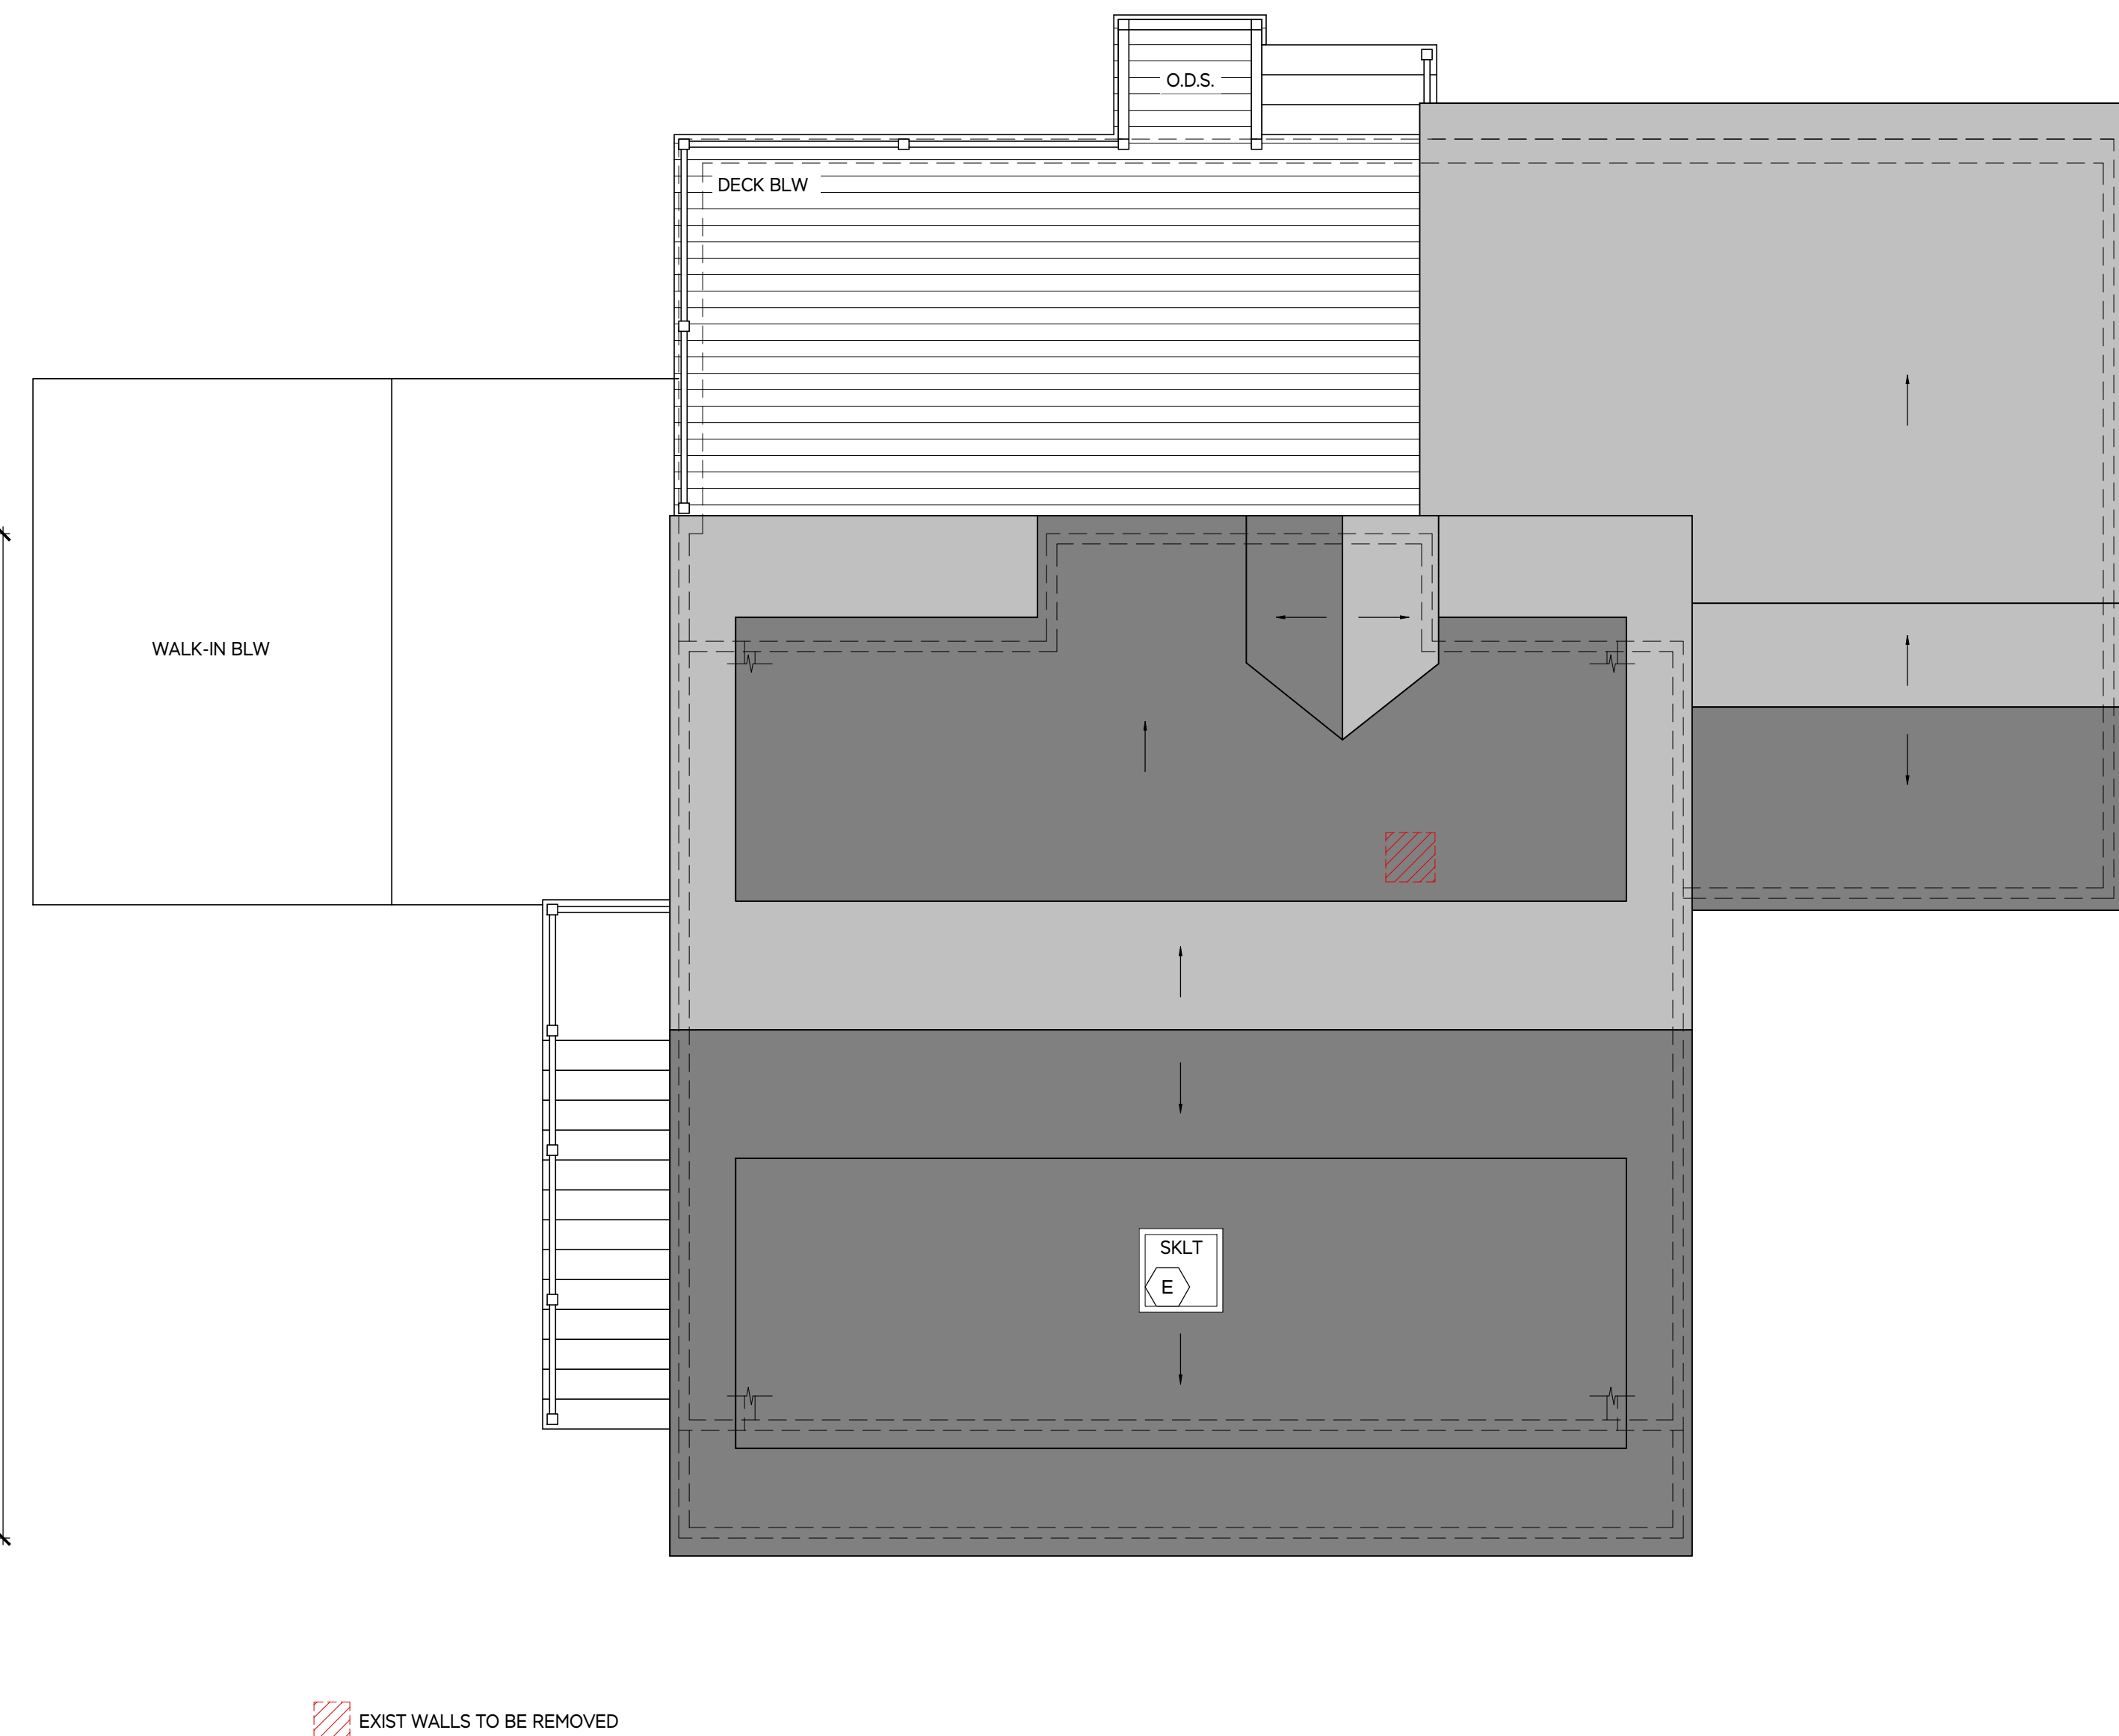 O.D.S.
DECK BLW
WALK-IN BLW
SKLT
E
EXIST WALLS TO BE REMOVED